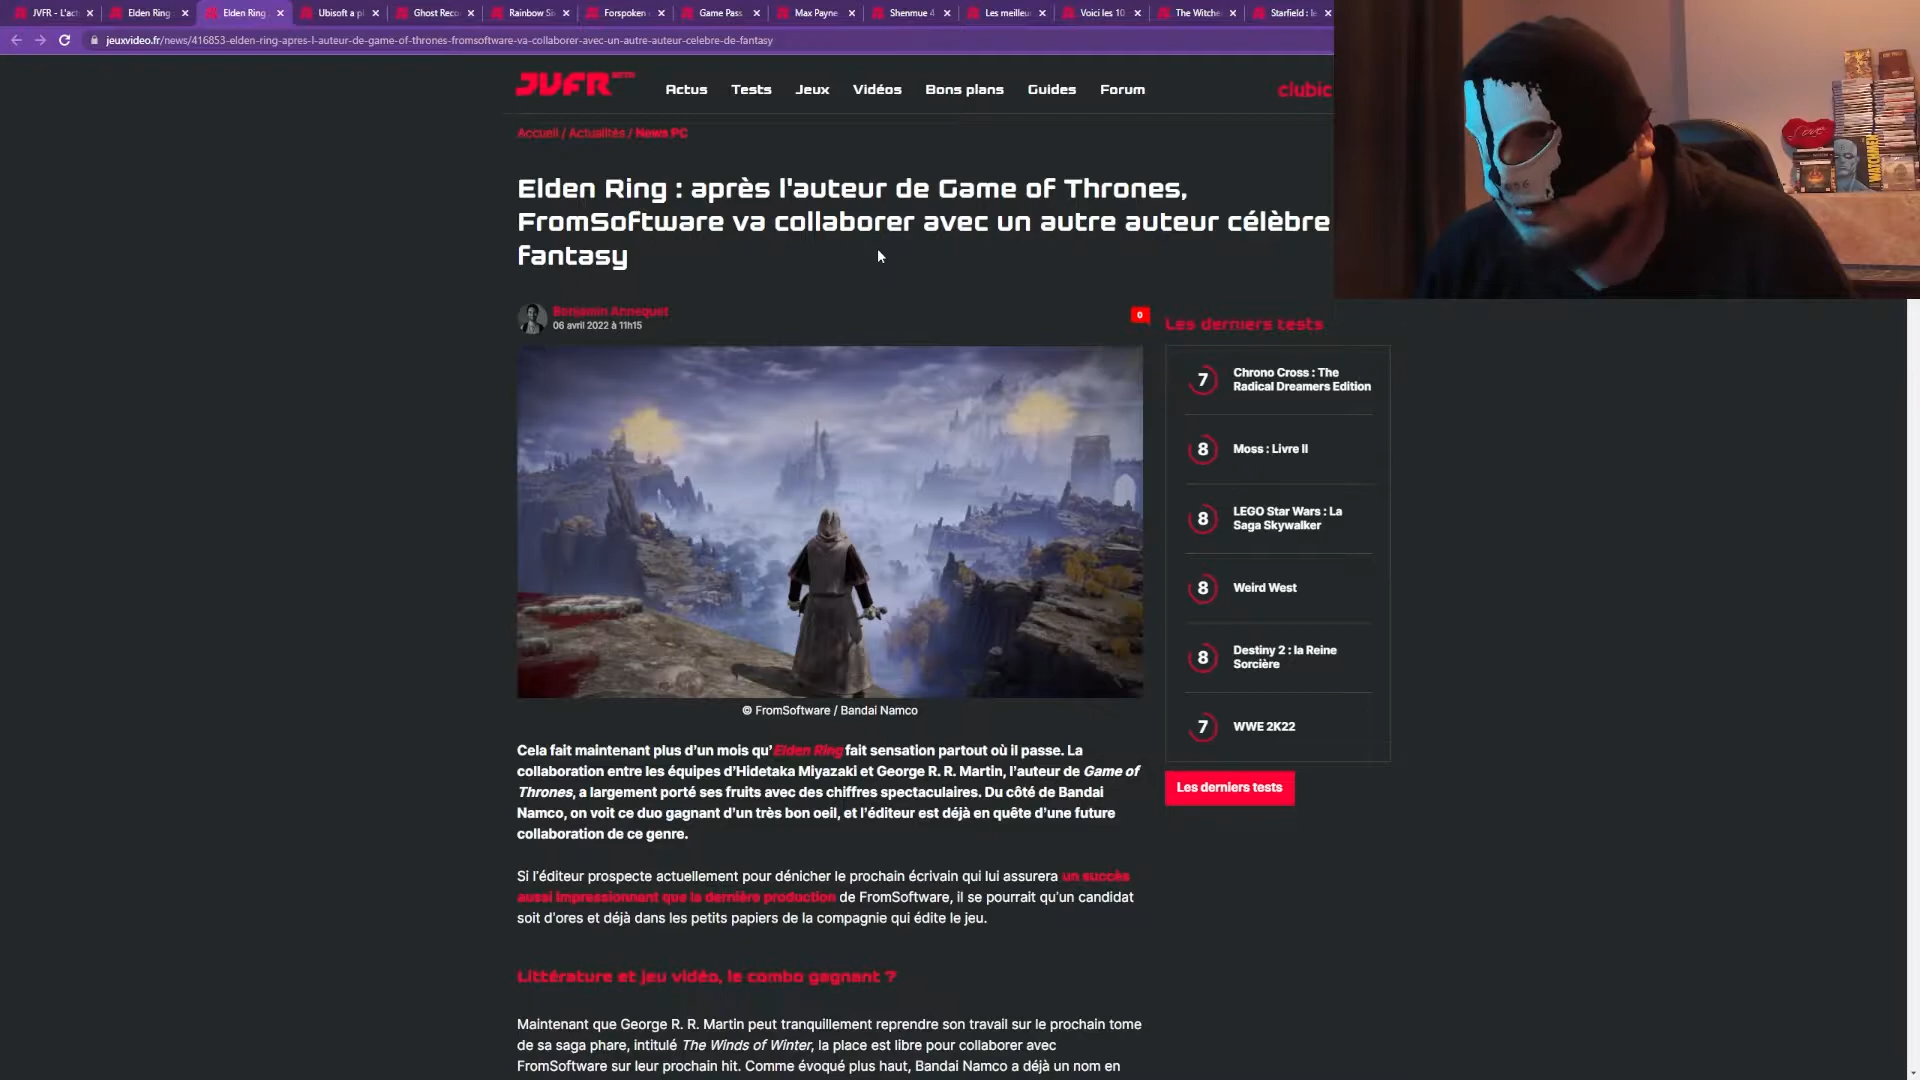 JVFR - L'act
Elden Ring :
Elden Ring :
Ubisoft a pl
Ghost Reco
Rainbow Si
Forspoken
Game Pass
Max Payne
Shenmue 4
Les meilleu
Voici les 10
The Witche
Starfield : le
jeuxvideo.fr/news/416853-elden-ring-apres-l-auteur-de-game-of-thrones-fromsoftware-va-collaborer-avec-un-autre-auteur-celebre-de-fantasy
JVFR BETA
Actus Tests Jeux Vidéos Bons plans Guides Forum
clubic
Accueil / Actualités / News PC
Elden Ring : après l'auteur de Game of Thrones,
FromSoftware va collaborer avec un autre auteur célèbre
fantasy
Benjamin Annequet
06 avril 2022 à 11h15
0
© FromSoftware / Bandai Namco
Cela fait maintenant plus d'un mois qu'Elden Ring fait sensation partout où il passe. La
collaboration entre les équipes d'Hidetaka Miyazaki et George R. R. Martin, l'auteur de Game of
Thrones, a largement porté ses fruits avec des chiffres spectaculaires. Du côté de Bandai
Namco, on voit ce duo gagnant d'un très bon oeil, et l'éditeur est déjà en quête d'une future
collaboration de ce genre.
Si l'éditeur prospecte actuellement pour dénicher le prochain écrivain qui lui assurera un succès
aussi impressionnant que la dernière production de FromSoftware, il se pourrait qu'un candidat
soit d'ores et déjà dans les petits papiers de la compagnie qui édite le jeu.
Littérature et jeu vidéo, le combo gagnant ?
Maintenant que George R. R. Martin peut tranquillement reprendre son travail sur le prochain tome
de sa saga phare, intitulé The Winds of Winter, la place est libre pour collaborer avec
FromSoftware sur leur prochain hit. Comme évoqué plus haut, Bandai Namco a déjà un nom en
Les derniers tests
7
Chrono Cross : The
Radical Dreamers Edition
8
Moss : Livre II
8
LEGO Star Wars : La
Saga Skywalker
8
Weird West
8
Destiny 2 : la Reine
Sorcière
7
WWE 2K22
Les derniers tests
WATCHMEN